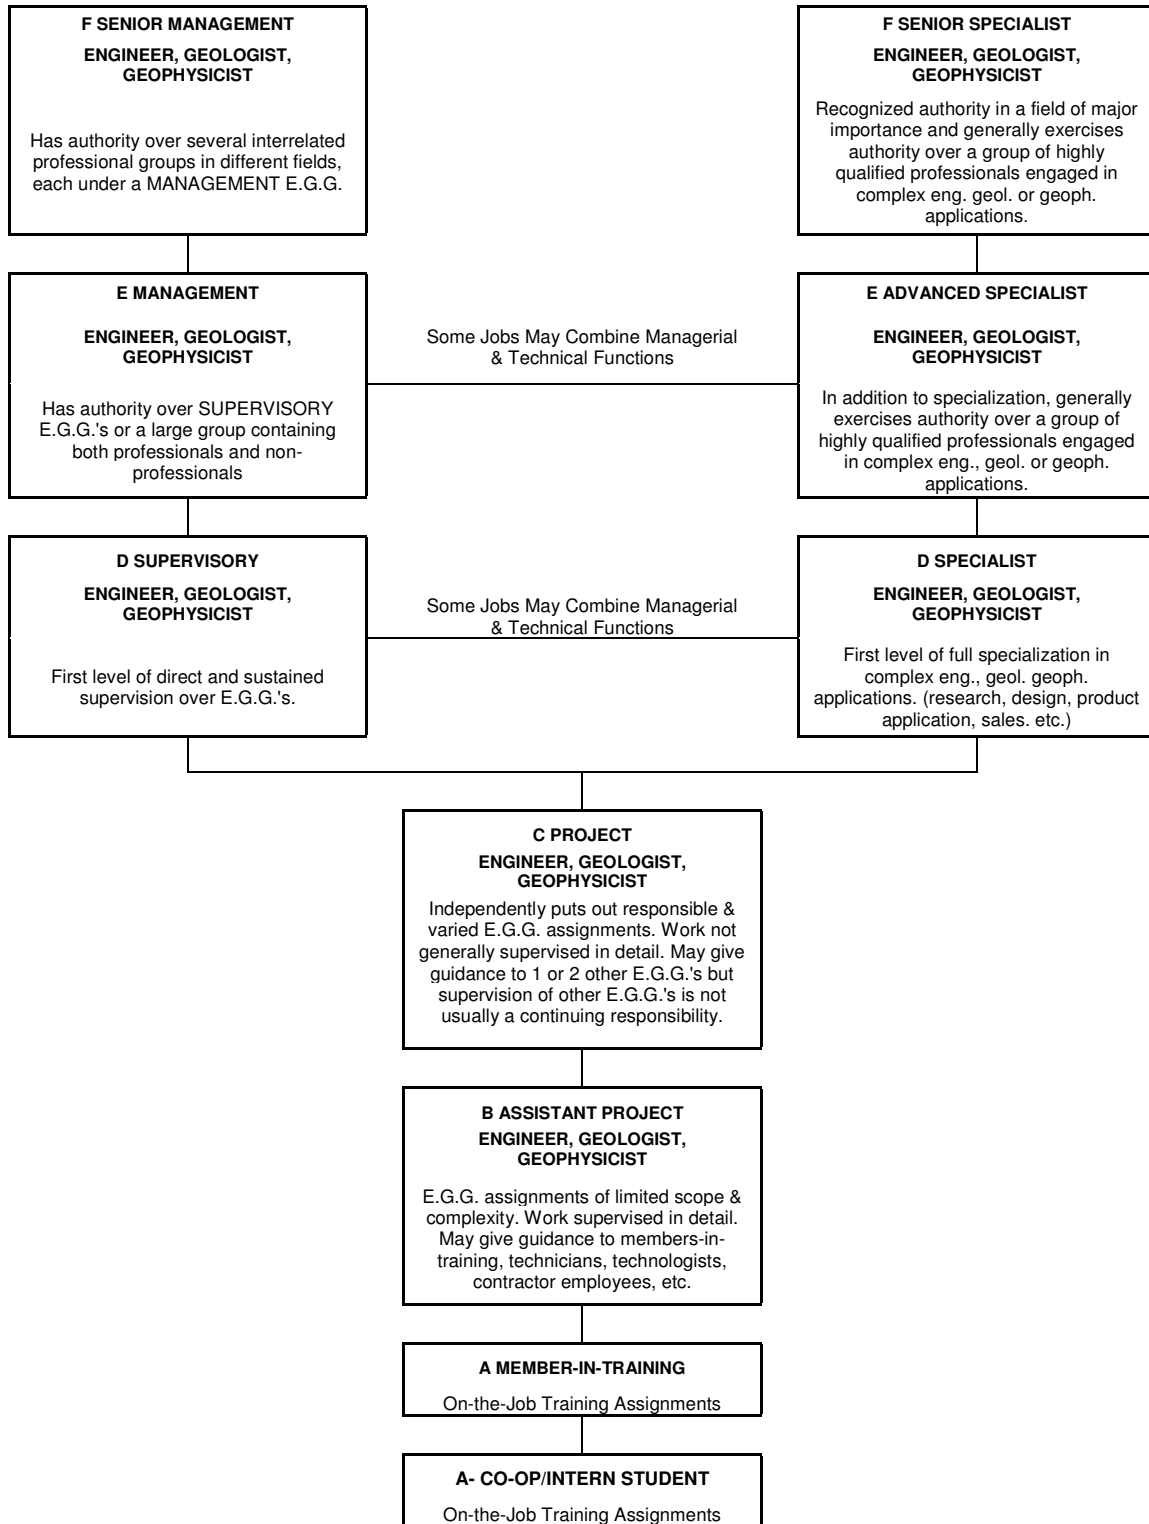 F SENIOR MANAGEMENT
ENGINEER, GEOLOGIST,
GEOPHYSICIST
Has authority over several interrelated
professional groups in different fields,
each under a MANAGEMENT E.G.G.
F SENIOR SPECIALIST
ENGINEER, GEOLOGIST,
GEOPHYSICIST
Recognized authority in a field of major
importance and generally exercises
authority over a group of highly
qualified professionals engaged in
complex eng. geol. or geoph.
applications.
E MANAGEMENT
ENGINEER, GEOLOGIST,
GEOPHYSICIST
Has authority over SUPERVISORY
E.G.G.'s or a large group containing
both professionals and non-
professionals
Some Jobs May Combine Managerial
& Technical Functions
E ADVANCED SPECIALIST
ENGINEER, GEOLOGIST,
GEOPHYSICIST
In addition to specialization, generally
exercises authority over a group of
highly qualified professionals engaged
in complex eng., geol. or geoph.
applications.
D SUPERVISORY
ENGINEER, GEOLOGIST,
GEOPHYSICIST
First level of direct and sustained
supervision over E.G.G.'s.
Some Jobs May Combine Managerial
& Technical Functions
D SPECIALIST
ENGINEER, GEOLOGIST,
GEOPHYSICIST
First level of full specialization in
complex eng., geol. geoph.
applications. (research, design, product
application, sales. etc.)
C PROJECT
ENGINEER, GEOLOGIST,
GEOPHYSICIST
Independently puts out responsible &
varied E.G.G. assignments. Work not
generally supervised in detail. May give
guidance to 1 or 2 other E.G.G.'s but
supervision of other E.G.G.'s is not
usually a continuing responsibility.
B ASSISTANT PROJECT
ENGINEER, GEOLOGIST,
GEOPHYSICIST
E.G.G. assignments of limited scope &
complexity. Work supervised in detail.
May give guidance to members-in-
training, technicians, technologists,
contractor employees, etc.
A MEMBER-IN-TRAINING
On-the-Job Training Assignments
A- CO-OP/INTERN STUDENT
On-the-Job Training Assignments